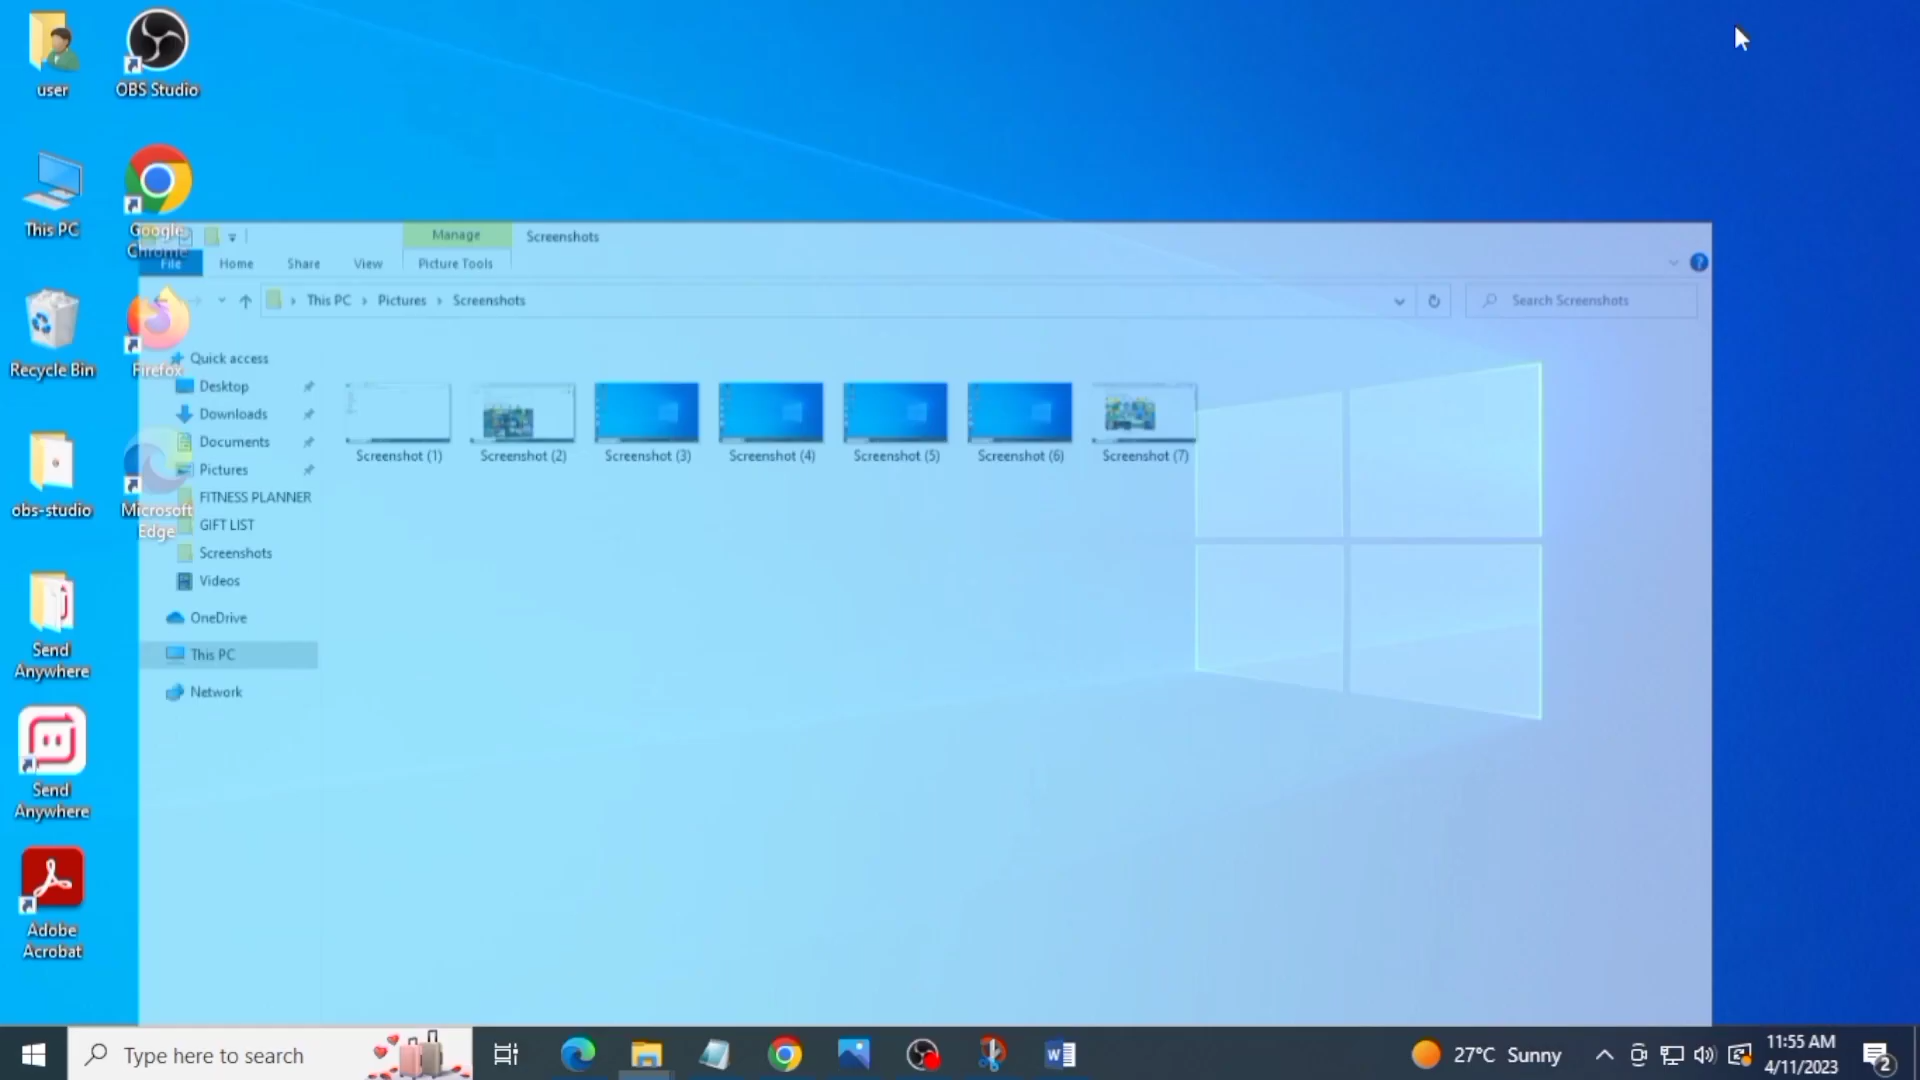 user
OBS Studio
This PC
Google
Chrome
Recycle Bin
Firefox
obs-studio
Microsoft
Edge
Send
Anywhere
Send
Anywhere
Adobe
Acrobat
Manage
Screenshots
File
Home
Share
View
Picture Tools
This PC
Pictures
Screenshots
Search Screenshots
Quick access
Desktop
Downloads
Documents
Pictures
FITNESS PLANNER
GIFT LIST
Screenshots
Videos
OneDrive
This PC
Network
Screenshot (1)
Screenshot (2)
Screenshot (3)
Screenshot (4)
Screenshot (5)
Screenshot (6)
Screenshot (7)
Type here to search
27°C Sunny
11:55 AM
4/11/2023
2